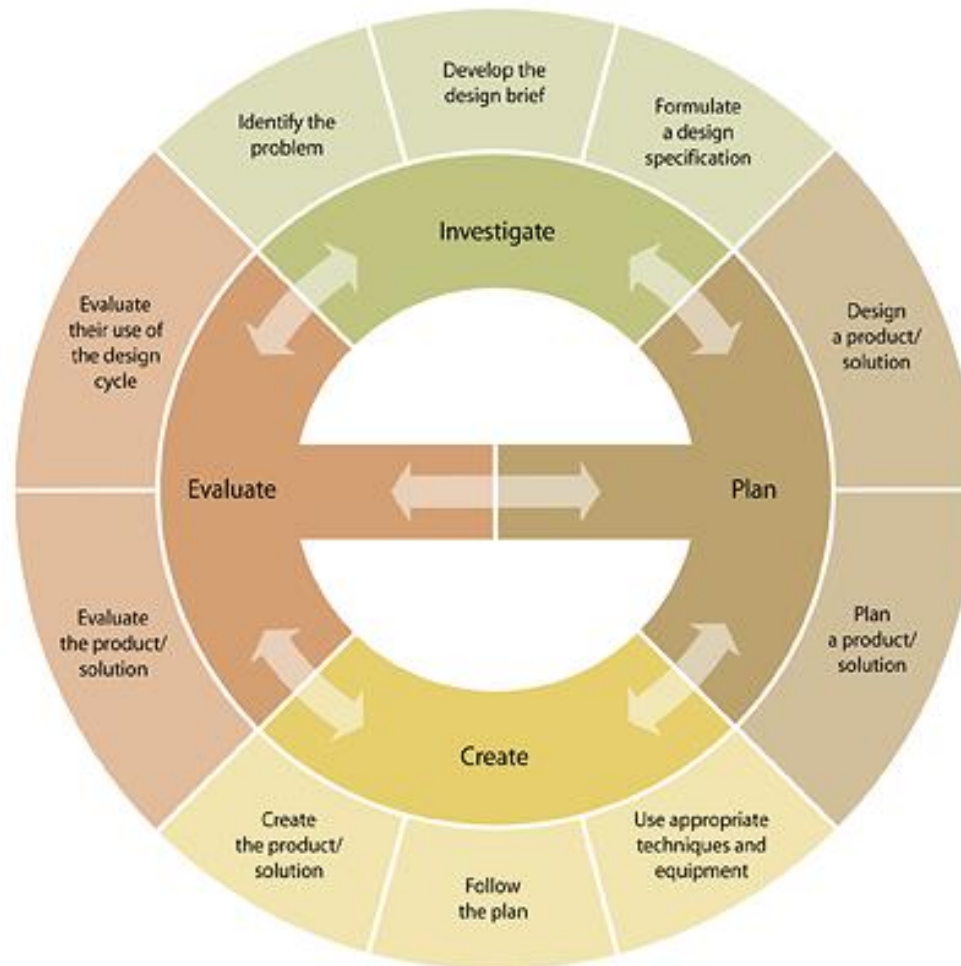 Develop the
design brief
Identify the
problem
Formulate
a design
specification
Investigate
Evaluate
their use of
the design
cycle
Design
a product/
solution
Evaluate
Plan
Evaluate
the product/
solution
Plan
a product/
solution
Create
Create
the product/
solution
Follow
the plan
Use appropriate
techniques and
equipment